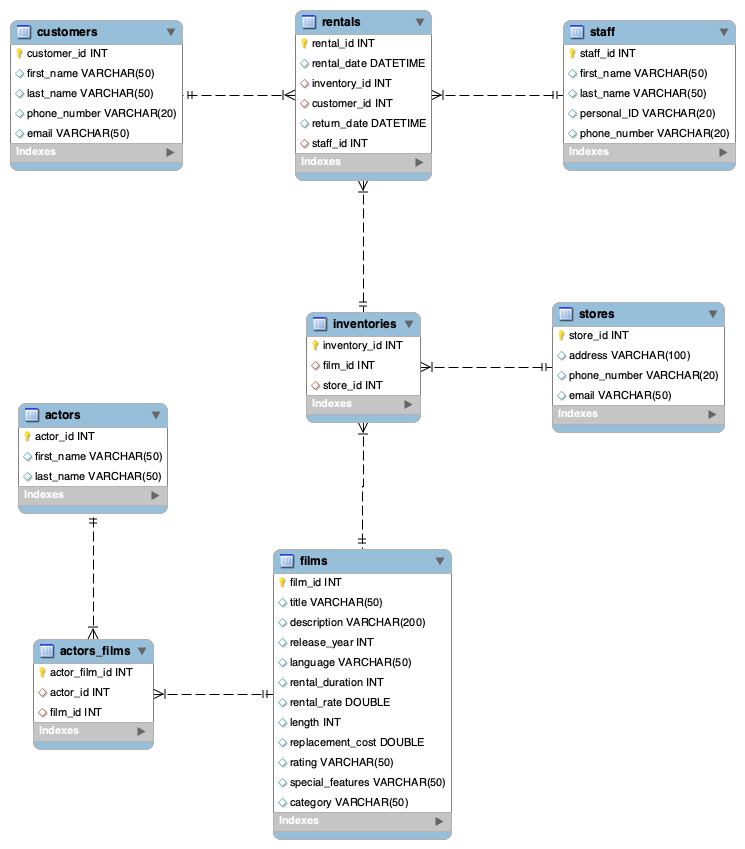 customers
customer_id INT
first_name VARCHAR(50)
last_name VARCHAR(50)
phone_number VARCHAR(20)
email VARCHAR(50)
Indexes
rentals
rental_id INT
rental_date DATETIME
inventory_id INT
customer_id INT
return_date DATETIME
staff_id INT
Indexes
staff
staff_id INT
first_name VARCHAR(50)
last_name VARCHAR(50)
personal_ID VARCHAR(20)
phone_number VARCHAR(20)
Indexes
inventories
inventory_id INT
film_id INT
store_id INT
Indexes
stores
store_id INT
address VARCHAR(100)
phone_number VARCHAR(20)
email VARCHAR(50)
Indexes
actors
actor_id INT
first_name VARCHAR(50)
last_name VARCHAR(50)
Indexes
actors_films
actor_film_id INT
actor_id INT
film_id INT
Indexes
films
film_id INT
title VARCHAR(50)
description VARCHAR(200)
release_year INT
language VARCHAR(50)
rental_duration INT
rental_rate DOUBLE
length INT
replacement_cost DOUBLE
rating VARCHAR(50)
special_features VARCHAR(50)
category VARCHAR(50)
Indexes